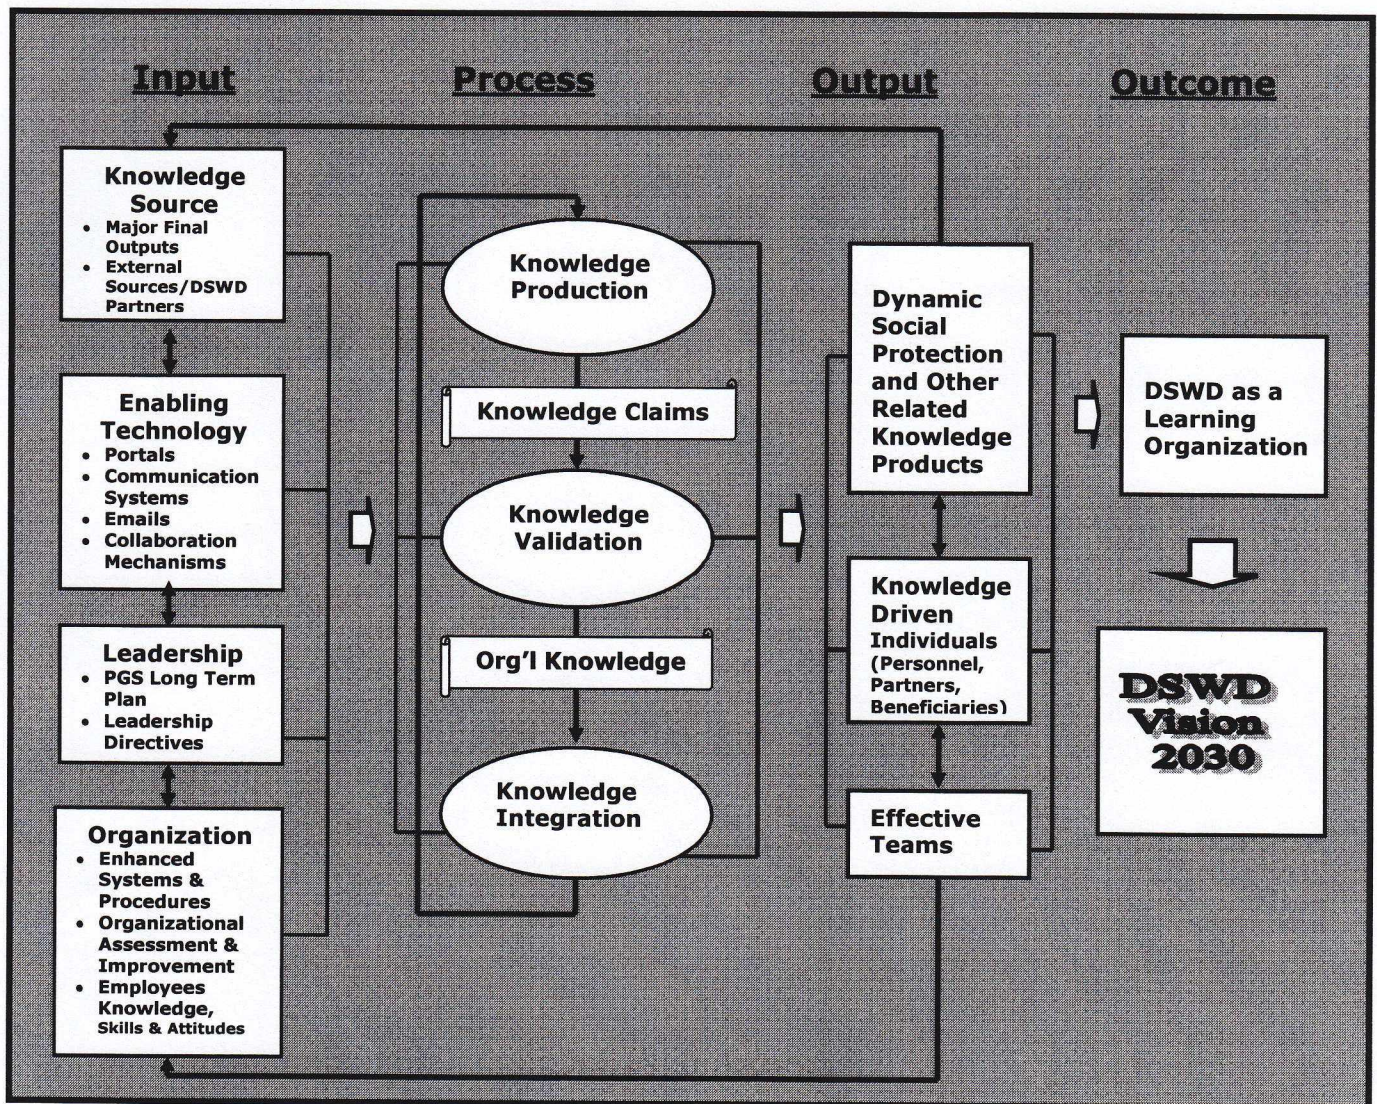 Input
Process
Output
Outcome
Knowledge
Source
• Major Final
Outputs
• External
Sources/DSWD
Partners
Enabling
Technology
• Portals
• Communication
Systems
• Emails
• Collaboration
Mechanisms
Leadership
• PGS Long Term
Plan
• Leadership
Directives
Organization
• Enhanced
Systems &
Procedures
• Organizational
Assessment &
Improvement
• Employees
Knowledge,
Skills & Attitudes
Knowledge
Production
Knowledge Claims
Knowledge
Validation
Org'l Knowledge
Knowledge
Integration
Dynamic
Social
Protection
and Other
Related
Knowledge
Products
Knowledge
Driven
Individuals
(Personnel,
Partners,
Beneficiaries)
Effective
Teams
DSWD as a
Learning
Organization
DSWD
Vision
2030